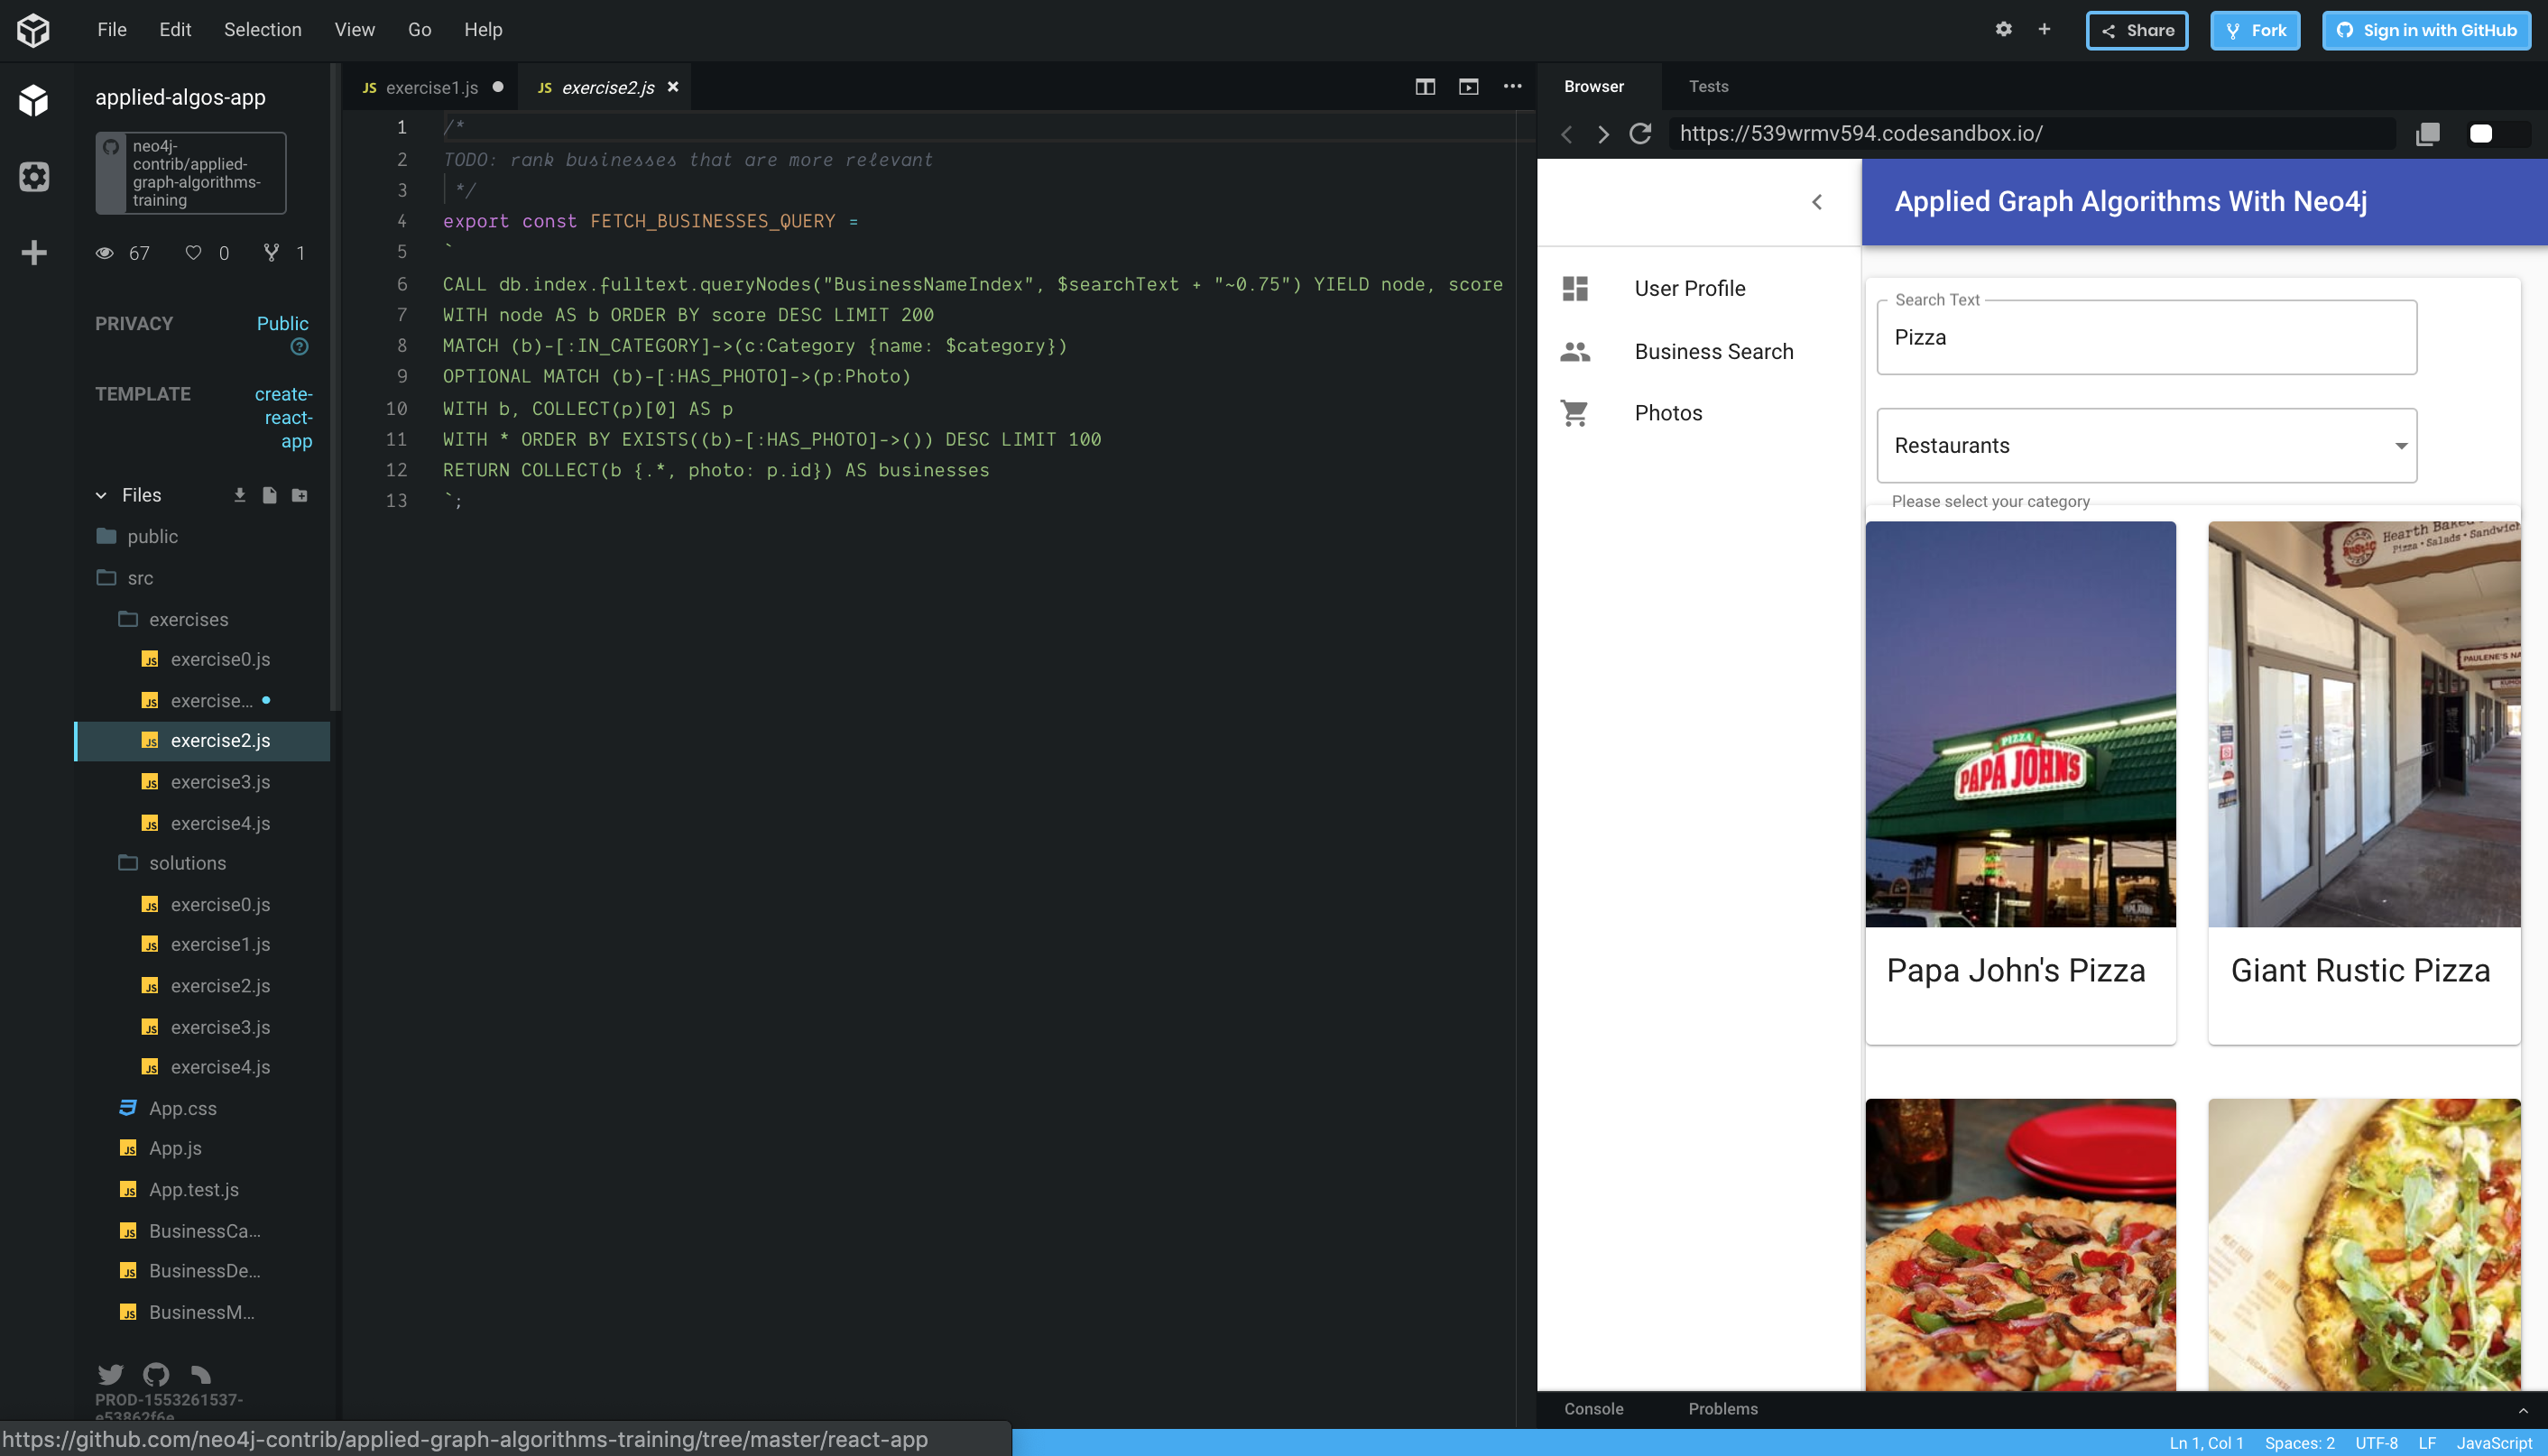 File Edit Selection View Go Help
Share Fork Sign in with GitHub
applied-algos-app
neo4j-
contrib/applied-
graph-algorithms-
training
67 0 1
PRIVACY Public
TEMPLATE create-
react-
app
Files
public
src
exercises
exercise0.js
exercise...
exercise2.js
exercise3.js
exercise4.js
solutions
exercise0.js
exercise1.js
exercise2.js
exercise3.js
exercise4.js
App.css
App.js
App.test.js
BusinessCa...
BusinessDe...
BusinessM...
PROD-1553261537-
e53862f6e
https://github.com/neo4j-contrib/applied-graph-algorithms-training/tree/master/react-app
JS exercise1.js JS exercise2.js
1 /*
2 TODO: rank businesses that are more relevant
3 */
4 export const FETCH_BUSINESSES_QUERY =
5 `
6 CALL db.index.fulltext.queryNodes("BusinessNameIndex", $searchText + "~0.75") YIELD node, score
7 WITH node AS b ORDER BY score DESC LIMIT 200
8 MATCH (b)-[:IN_CATEGORY]->(c:Category {name: $category})
9 OPTIONAL MATCH (b)-[:HAS_PHOTO]->(p:Photo)
10 WITH b, COLLECT(p)[0] AS p
11 WITH * ORDER BY EXISTS((b)-[:HAS_PHOTO]->()) DESC LIMIT 100
12 RETURN COLLECT(b {.*, photo: p.id}) AS businesses
13 `;
Browser Tests
https://539wrmv594.codesandbox.io/
Applied Graph Algorithms With Neo4j
User Profile
Business Search
Photos
Search Text
Pizza
Restaurants
Please select your category
PIZZA
PAPA JOHN'S
Hearth Baked
Pizza • Salads • Sandwich
RUSTIC
PAULENE'S NA
Papa John's Pizza
Giant Rustic Pizza
Console Problems
Ln 1, Col 1 Spaces: 2 UTF-8 LF JavaScript